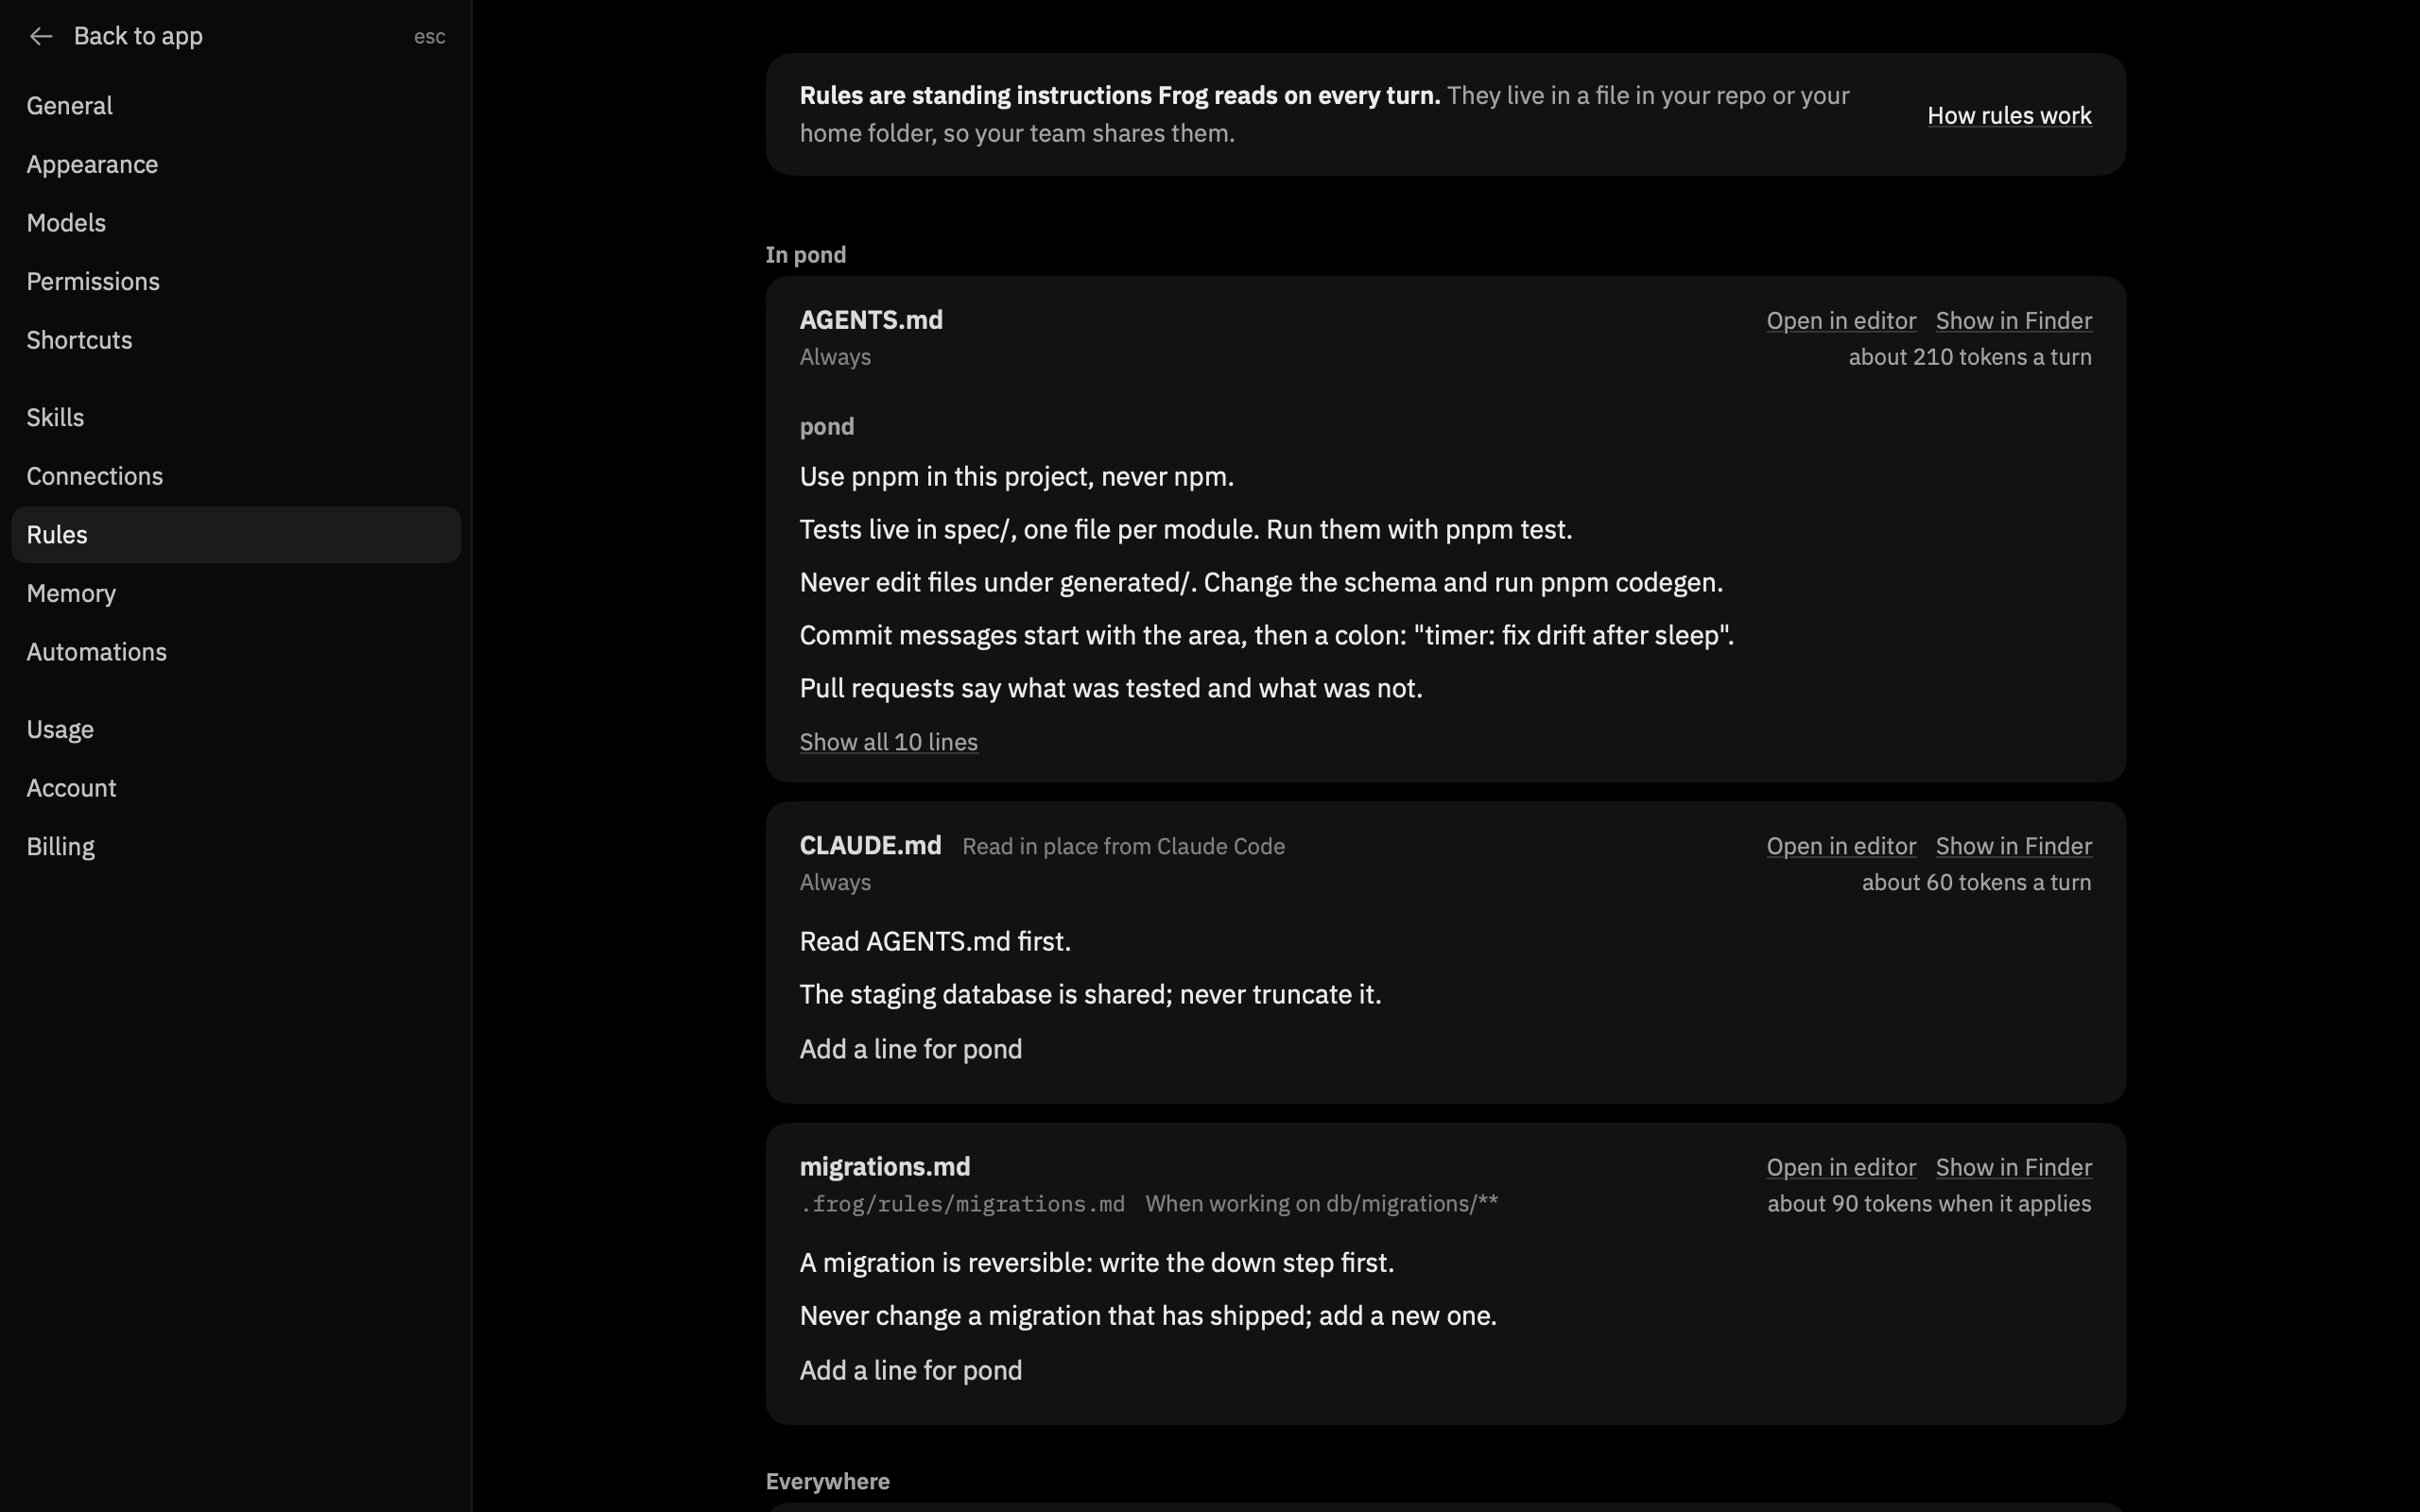 Back to app
esc
General
Appearance
Models
Permissions
Shortcuts
Skills
Connections
Rules
Memory
Automations
Usage
Account
Billing
Rules are standing instructions Frog reads on every turn. They live in a file in your repo or your
home folder, so your team shares them.
How rules work
In pond
AGENTS.md
Open in editor
Show in Finder
Always
about 210 tokens a turn
pond
Use pnpm in this project, never npm.
Tests live in spec/, one file per module. Run them with pnpm test.
Never edit files under generated/. Change the schema and run pnpm codegen.
Commit messages start with the area, then a colon: "timer: fix drift after sleep".
Pull requests say what was tested and what was not.
Show all 10 lines
CLAUDE.md
Read in place from Claude Code
Open in editor
Show in Finder
Always
about 60 tokens a turn
Read AGENTS.md first.
The staging database is shared; never truncate it.
Add a line for pond
migrations.md
Open in editor
Show in Finder
.frog/rules/migrations.md
When working on db/migrations/**
about 90 tokens when it applies
A migration is reversible: write the down step first.
Never change a migration that has shipped; add a new one.
Add a line for pond
Everywhere